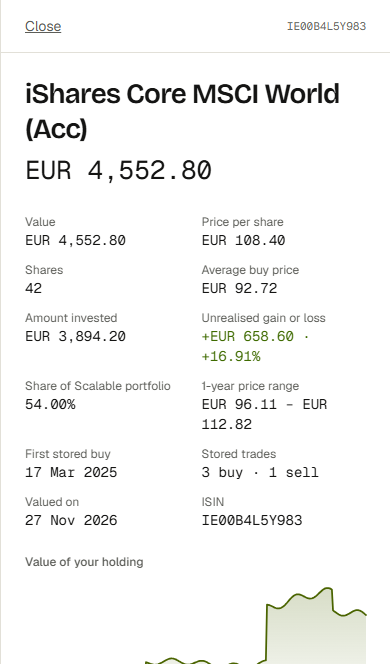 Close
IE00B4L5Y983
iShares Core MSCI World
(Acc)
EUR 4,552.80
Value
EUR 4,552.80
Price per share
EUR 108.40
Shares
42
Average buy price
EUR 92.72
Amount invested
EUR 3,894.20
Unrealised gain or loss
+EUR 658.60 ·
+16.91%
Share of Scalable portfolio
54.00%
1-year price range
EUR 96.11 – EUR
112.82
First stored buy
17 Mar 2025
Stored trades
3 buy · 1 sell
Valued on
27 Nov 2026
ISIN
IE00B4L5Y983
Value of your holding